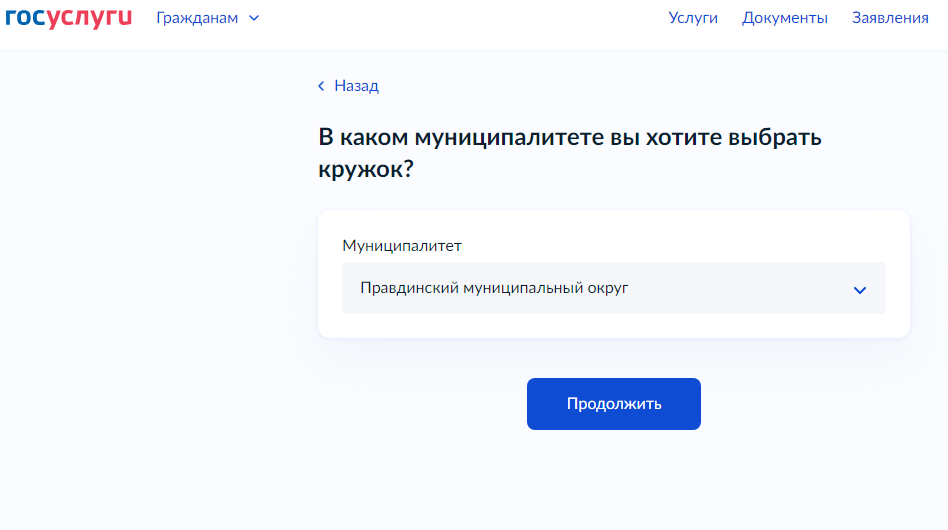 госуслуги Гражданам Услуги Документы Заявления
Назад
В каком муниципалитете вы хотите выбрать
кружок?
Муниципалитет
Правдинский муниципальный округ
Продолжить